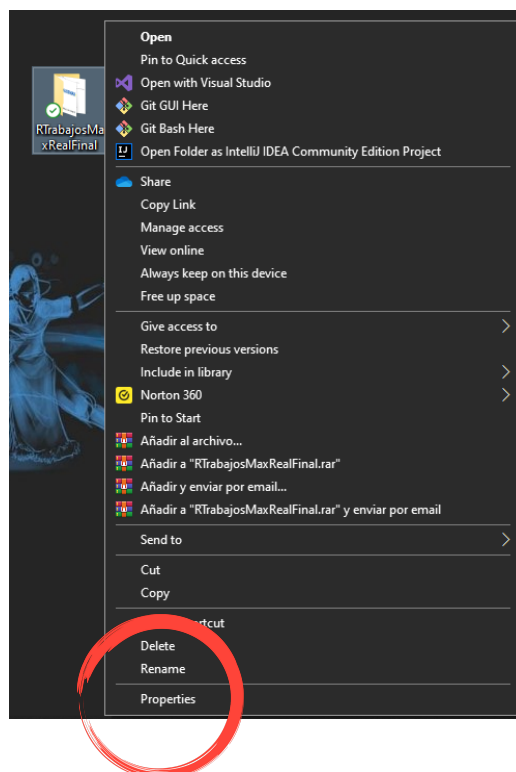 Open
Pin to Quick access
Open with Visual Studio
Git GUI Here
Git Bash Here
RTrabajosMa
xRealFinal
Open Folder as IntelliJ IDEA Community Edition Project
Share
Copy Link
Manage access
View online
Always keep on this device
Free up space
Give access to
Restore previous versions
Include in library
Norton 360
Pin to Start
Añadir al archivo...
Añadir a "RTrabajosMaxRealFinal.rar"
Añadir y enviar por email...
Añadir a "RTrabajosMaxRealFinal.rar" y enviar por email
Send to
Cut
Copy
Delete
Rename
Properties